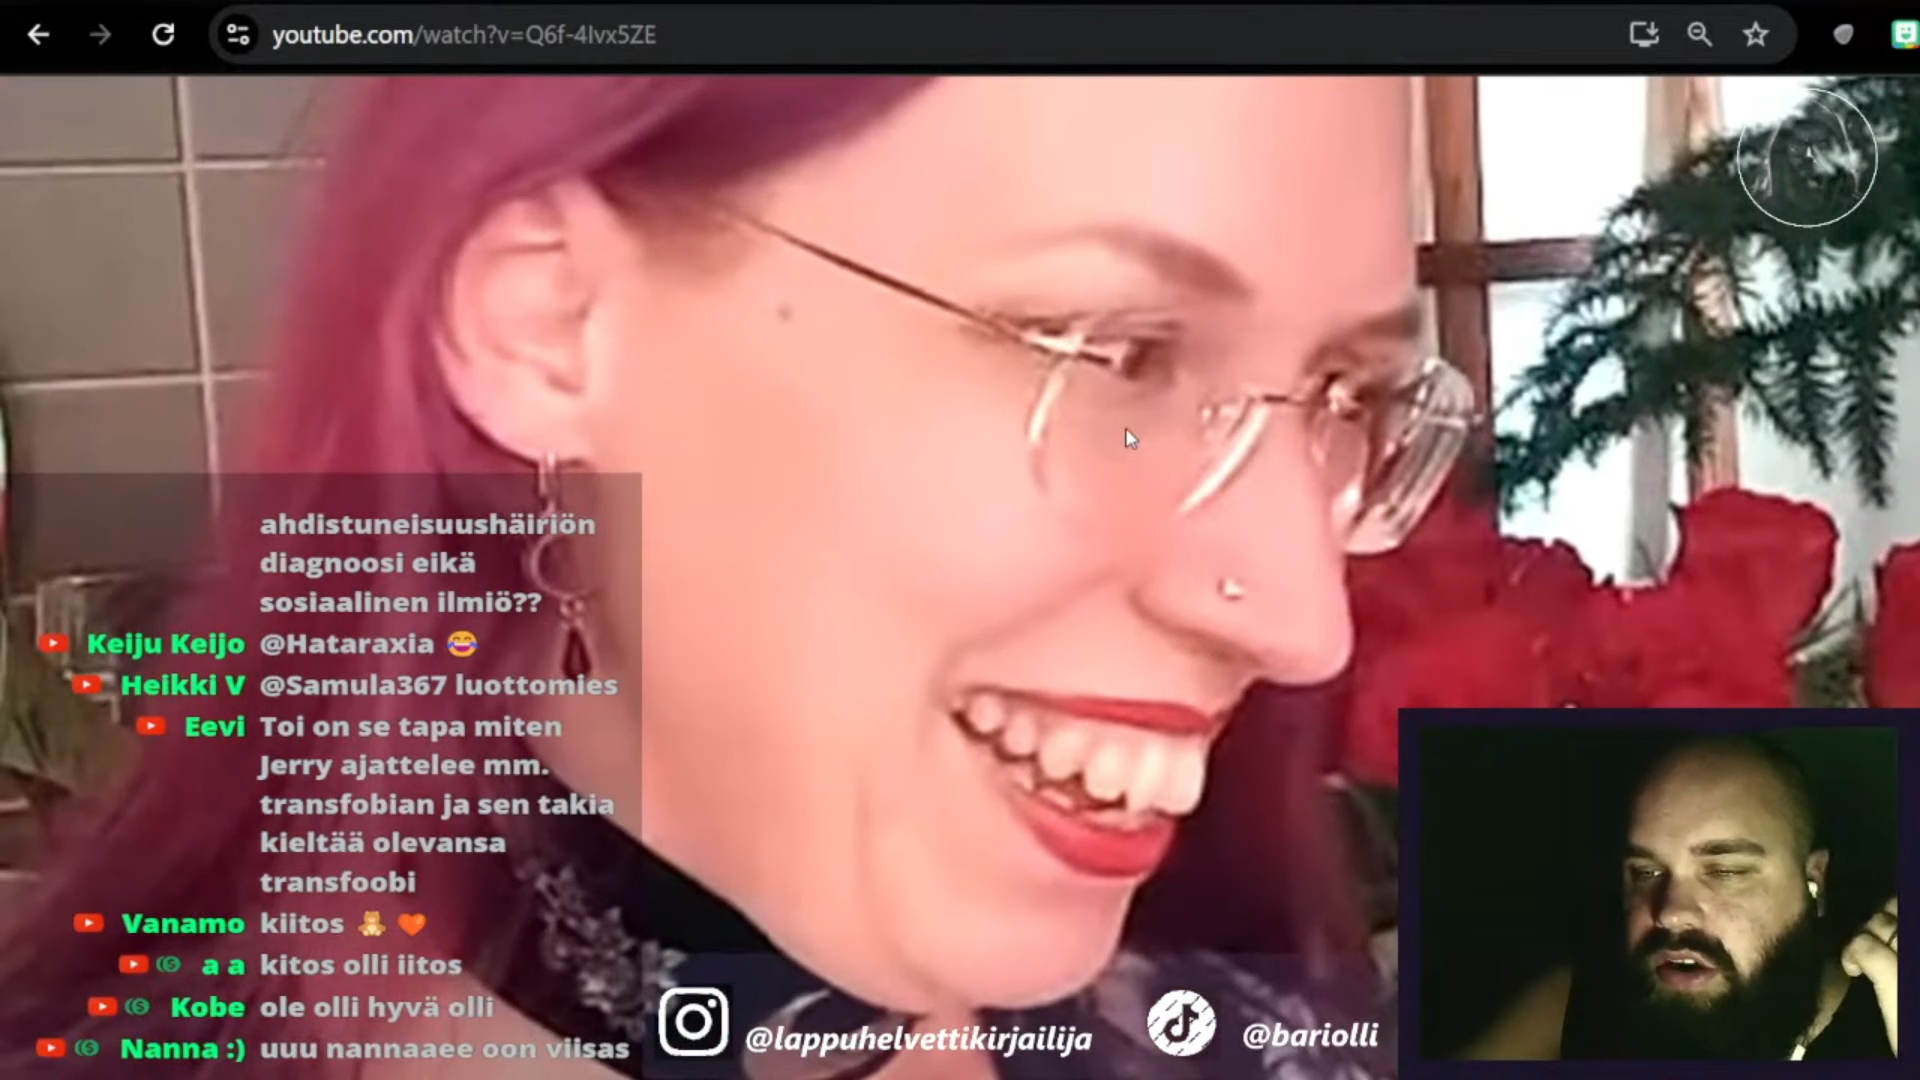 youtube.com/watch?v=Q6f-4lvx5ZE
ahdistuneisuushäiriön
diagnoosi eikä
sosiaalinen ilmiö??
Keiju Keijo @Hataraxia 😂
Heikki V @Samula367 luottomies
Eevi Toi on se tapa miten
Jerry ajattelee mm.
transfobian ja sen takia
kieltää olevansa
transfoobi
Vanamo kiitos 🧸 🧡
a a kitos olli iitos
Kobe ole olli hyvä olli
Nanna :) uuu nannaaee oon viisas
@lappuhelvettikirjailija
@bariolli